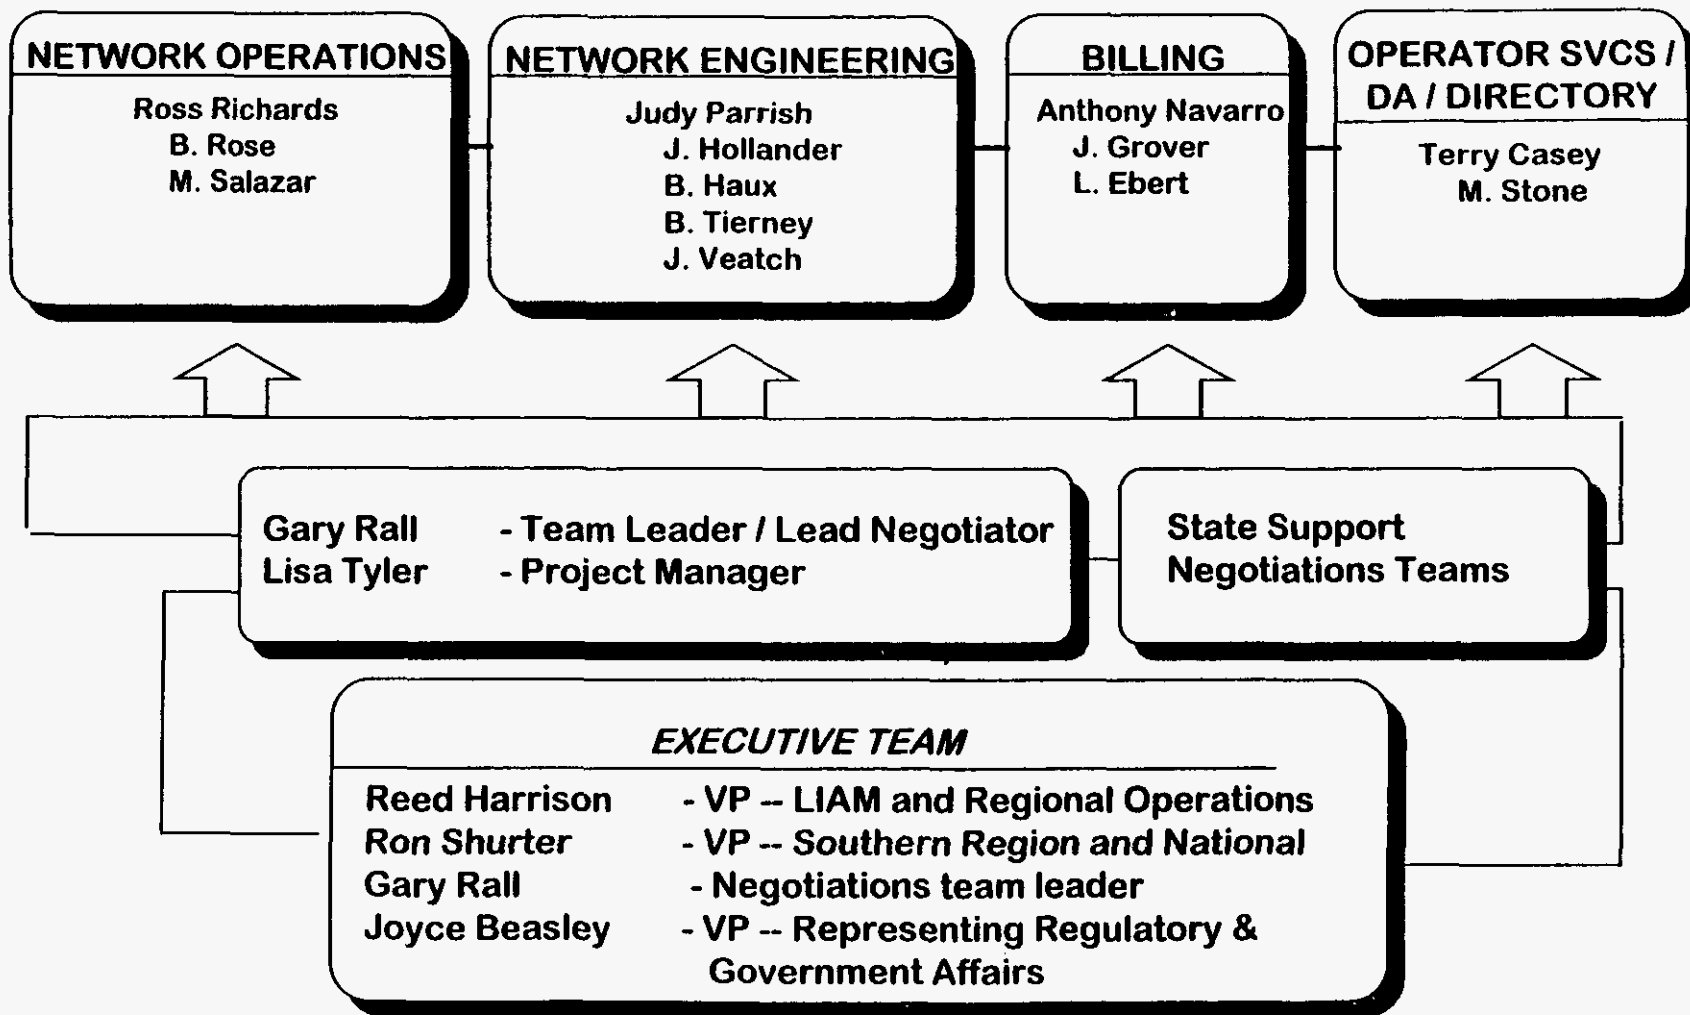 NETWORK OPERATIONS
Ross Richards
B. Rose
M. Salazar
NETWORK ENGINEERING
Judy Parrish
J. Hollander
B. Haux
B. Tierney
J. Veatch
BILLING
Anthony Navarro
J. Grover
L. Ebert
OPERATOR SVCS /
DA / DIRECTORY
Terry Casey
M. Stone
Gary Rall - Team Leader / Lead Negotiator
Lisa Tyler - Project Manager
State Support
Negotiations Teams
EXECUTIVE TEAM
Reed Harrison - VP -- LIAM and Regional Operations
Ron Shurter - VP -- Southern Region and National
Gary Rall - Negotiations team leader
Joyce Beasley - VP -- Representing Regulatory &
Government Affairs